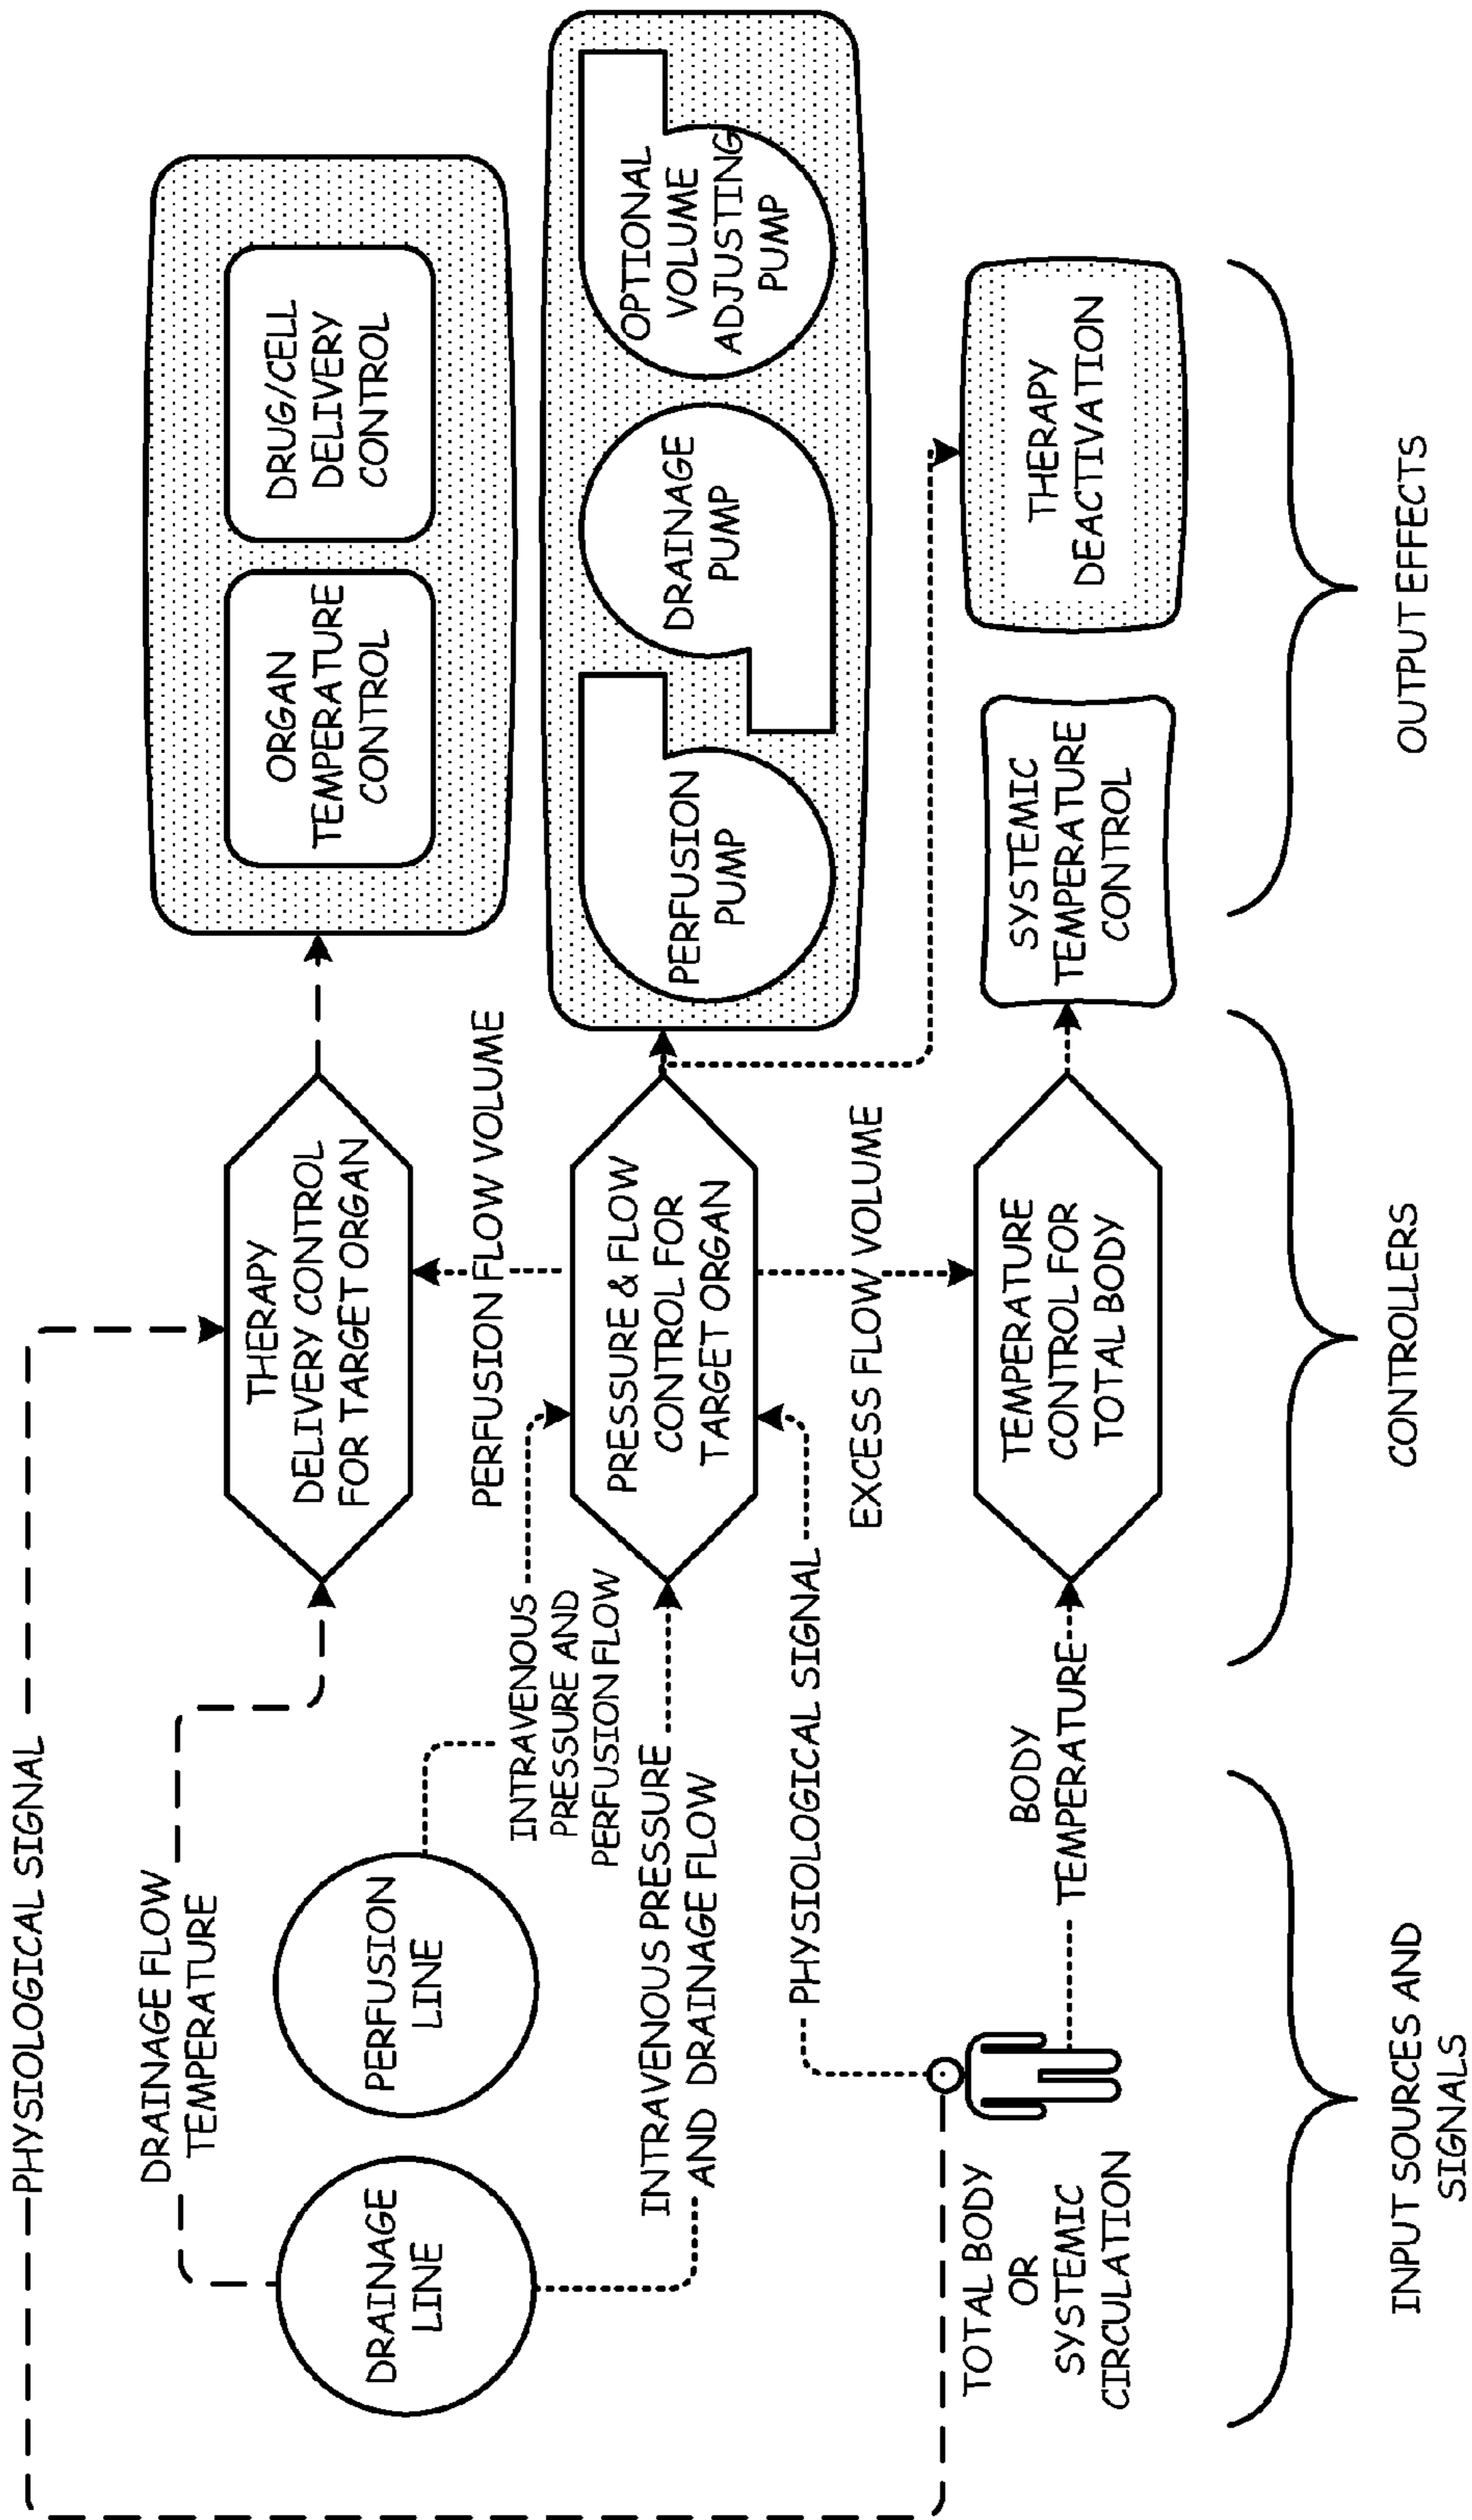 PHYSIOLOGICAL SIGNAL
DRAINAGE FLOW
TEMPERATURE
DRAINAGE
LINE
PERFUSION
LINE
INTRAVENOUS
PRESSURE AND
PERFUSION FLOW
INTRAVENOUS PRESSURE
AND DRAINAGE FLOW
PHYSIOLOGICAL SIGNAL
TOTAL BODY
OR
SYSTEMIC
CIRCULATION
BODY
TEMPERATURE
INPUT SOURCES AND
SIGNALS
THERAPY
DELIVERY CONTROL
FOR TARGET ORGAN
PERFUSION FLOW VOLUME
PRESSURE & FLOW
CONTROL FOR
TARGET ORGAN
EXCESS FLOW VOLUME
TEMPERATURE
CONTROL FOR
TOTAL BODY
CONTROLLERS
ORGAN
TEMPERATURE
CONTROL
DRUG/CELL
DELIVERY
CONTROL
PERFUSION
PUMP
DRAINAGE
PUMP
OPTIONAL
VOLUME
ADJUSTING
PUMP
SYSTEMIC
TEMPERATURE
CONTROL
THERAPY
DEACTIVATION
OUTPUT EFFECTS